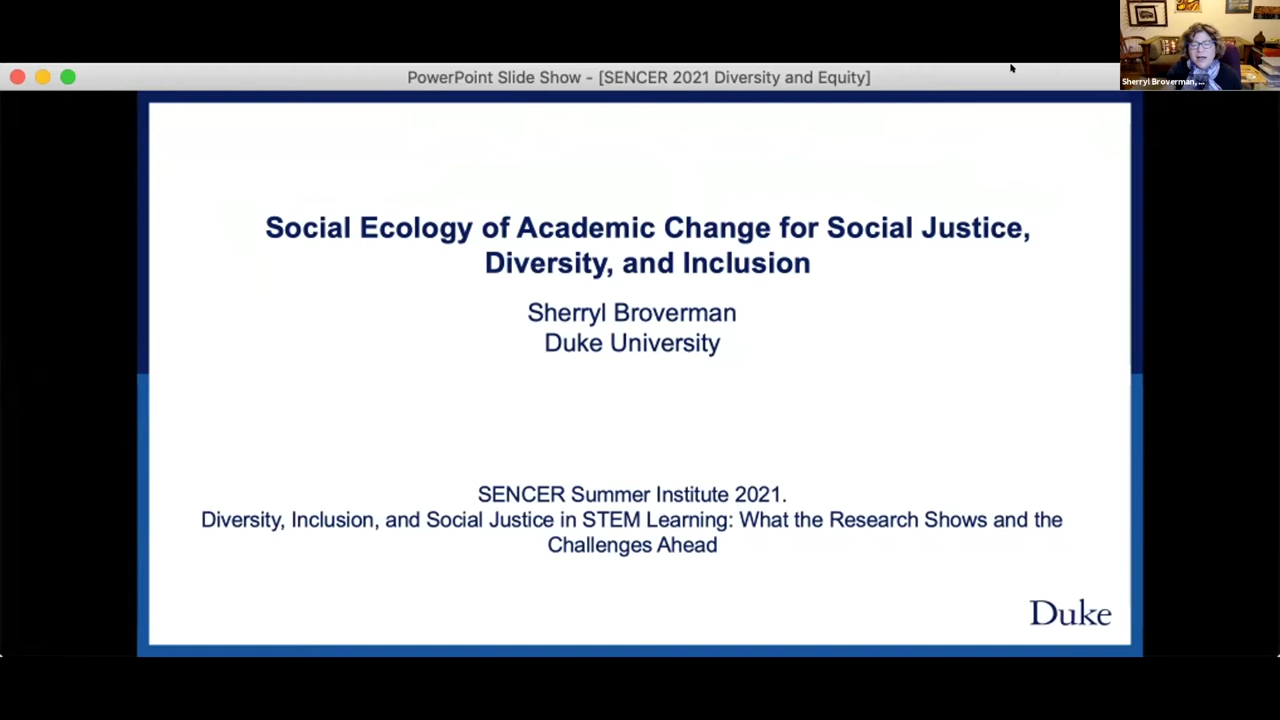 PowerPoint Slide Show - [SENCER 2021 Diversity and Equity]
Sherryl Broverman, ...
Social Ecology of Academic Change for Social Justice,
Diversity, and Inclusion
Sherryl Broverman
Duke University
SENCER Summer Institute 2021.
Diversity, Inclusion, and Social Justice in STEM Learning: What the Research Shows and the
Challenges Ahead
Duke